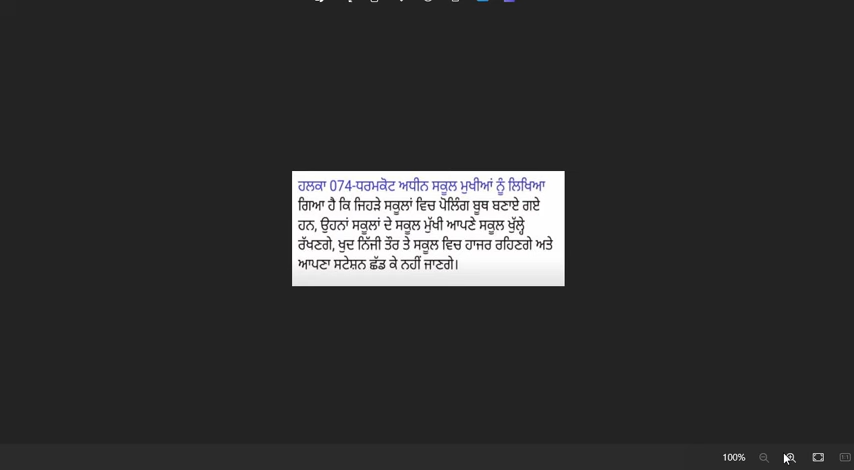 ਹਲਕਾ 074-ਧਰਮਕੋਟ ਅਧੀਨ ਸਕੂਲ ਮੁਖੀਆਂ ਨੂੰ ਲਿਖਿਆ
ਗਿਆ ਹੈ ਕਿ ਜਿਹੜੇ ਸਕੂਲਾਂ ਵਿਚ ਪੋਲਿੰਗ ਬੂਥ ਬਣਾਏ ਗਏ
ਹਨ, ਉਹਨਾਂ ਸਕੂਲਾਂ ਦੇ ਸਕੂਲ ਮੁੱਖੀ ਆਪਣੇ ਸਕੂਲ ਖੁੱਲ੍ਹੇ
ਰੱਖਣਗੇ, ਖੁਦ ਨਿੱਜੀ ਤੌਰ ਤੇ ਸਕੂਲ ਵਿਚ ਹਾਜਰ ਰਹਿਣਗੇ ਅਤੇ
ਆਪਣਾ ਸਟੇਸ਼ਨ ਛੱਡ ਕੇ ਨਹੀਂ ਜਾਣਗੇ।
100%